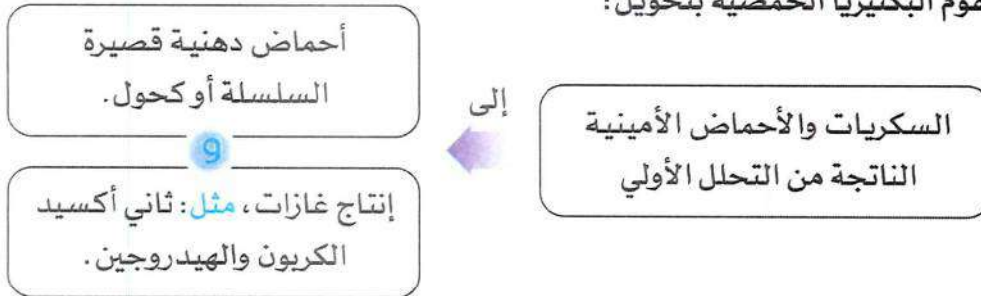 البكتيريا الحمضية بتحويل:
السكريات والأحماض الأمينية
الناتجة من التحلل الأولي
إلى
أحماض دهنية قصيرة
السلسلة أو كحول.
و
إنتاج غازات، مثل: ثاني أكسيد
الكربون والهيدروجين.